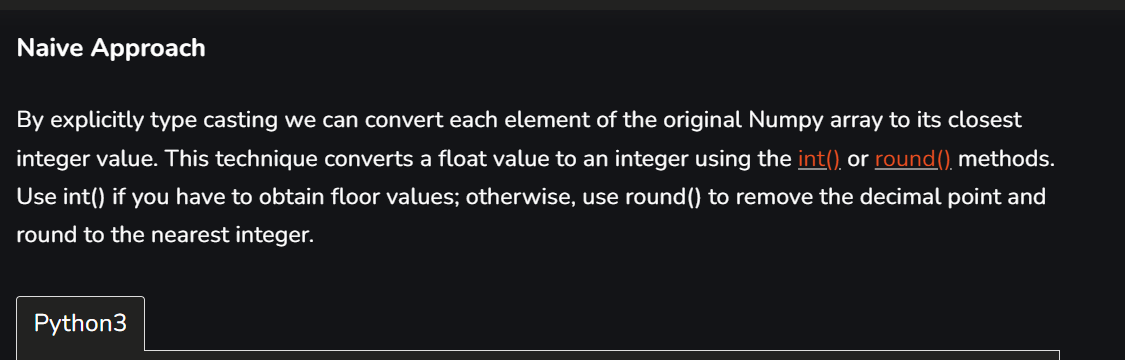 Naive Approach
By explicitly type casting we can convert each element of the original Numpy array to its closest
integer value. This technique converts a float value to an integer using the int() or round() methods.
Use int() if you have to obtain floor values; otherwise, use round() to remove the decimal point and
round to the nearest integer.
Python3